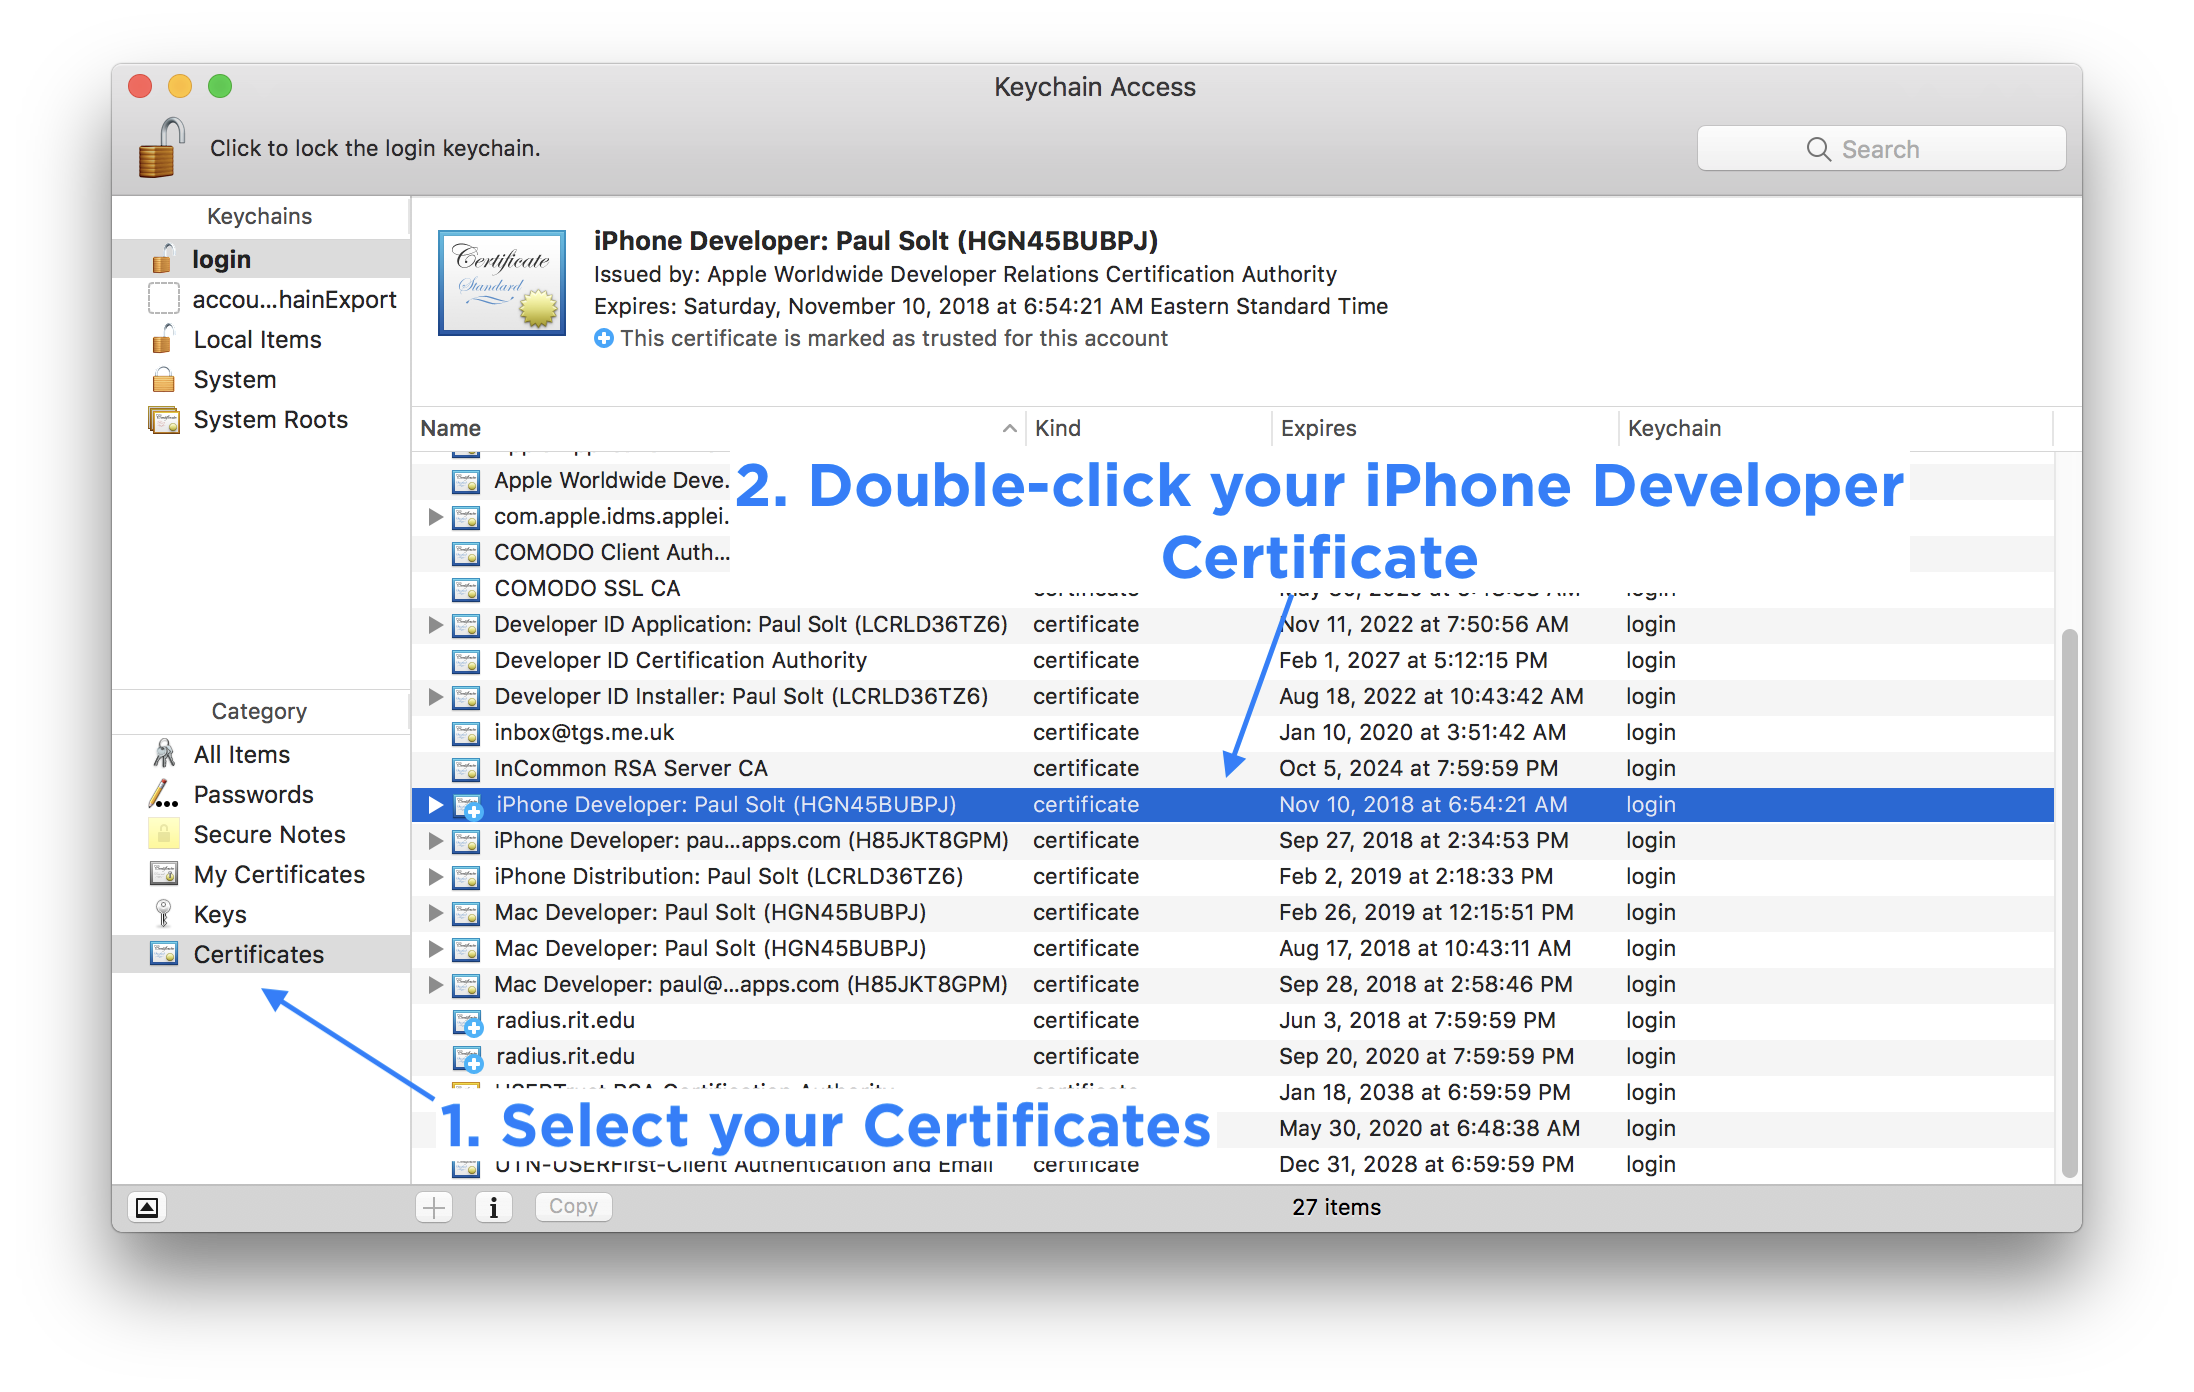 Keychain Access
Click to lock the login keychain.
Search
Keychains
login
accou...hainExport
Local Items
System
System Roots
Category
All Items
Passwords
Secure Notes
My Certificates
Keys
Certificates
Certificate
Standard
iPhone Developer: Paul Solt (HGN45BUBPJ)
Issued by: Apple Worldwide Developer Relations Certification Authority
Expires: Saturday, November 10, 2018 at 6:54:21 AM Eastern Standard Time
This certificate is marked as trusted for this account
Name Kind Expires Keychain
2. Double-click your iPhone Developer
Certificate
Apple Worldwide Deve.
com.apple.idms.applei.
COMODO Client Auth...
COMODO SSL CA certificate login
Developer ID Application: Paul Solt (LCRLD36TZ6) certificate Nov 11, 2022 at 7:50:56 AM login
Developer ID Certification Authority certificate Feb 1, 2027 at 5:12:15 PM login
Developer ID Installer: Paul Solt (LCRLD36TZ6) certificate Aug 18, 2022 at 10:43:42 AM login
inbox@tgs.me.uk certificate Jan 10, 2020 at 3:51:42 AM login
InCommon RSA Server CA certificate Oct 5, 2024 at 7:59:59 PM login
iPhone Developer: Paul Solt (HGN45BUBPJ) certificate Nov 10, 2018 at 6:54:21 AM login
iPhone Developer: pau...apps.com (H85JKT8GPM) certificate Sep 27, 2018 at 2:34:53 PM login
iPhone Distribution: Paul Solt (LCRLD36TZ6) certificate Feb 2, 2019 at 2:18:33 PM login
Mac Developer: Paul Solt (HGN45BUBPJ) certificate Feb 26, 2019 at 12:15:51 PM login
Mac Developer: Paul Solt (HGN45BUBPJ) certificate Aug 17, 2018 at 10:43:11 AM login
Mac Developer: paul@...apps.com (H85JKT8GPM) certificate Sep 28, 2018 at 2:58:46 PM login
radius.rit.edu certificate Jun 3, 2018 at 7:59:59 PM login
radius.rit.edu certificate Sep 20, 2020 at 7:59:59 PM login
USERTrust RSA Certification Authority certificate Jan 18, 2038 at 6:59:59 PM login
1. Select your Certificates
May 30, 2020 at 6:48:38 AM login
UTN-USERFirst-Client Authentication and Email certificate Dec 31, 2028 at 6:59:59 PM login
Copy
27 items